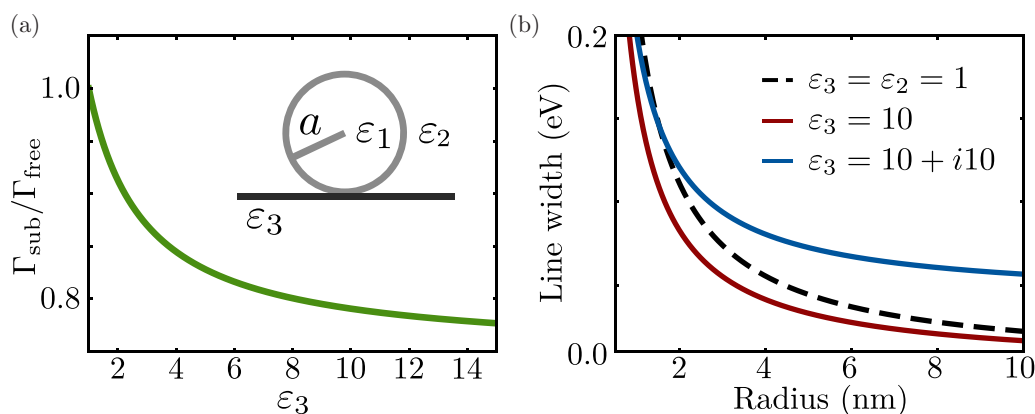 (a)
Γsub/Γfree
1.0
0.8
2 4 6 8 10 12 14
ε3
a ε1 ε2
ε3
(b)
Line width (eV)
0.2
0.0
2 4 6 8 10
Radius (nm)
ε3 = ε2 = 1
ε3 = 10
ε3 = 10 + i10